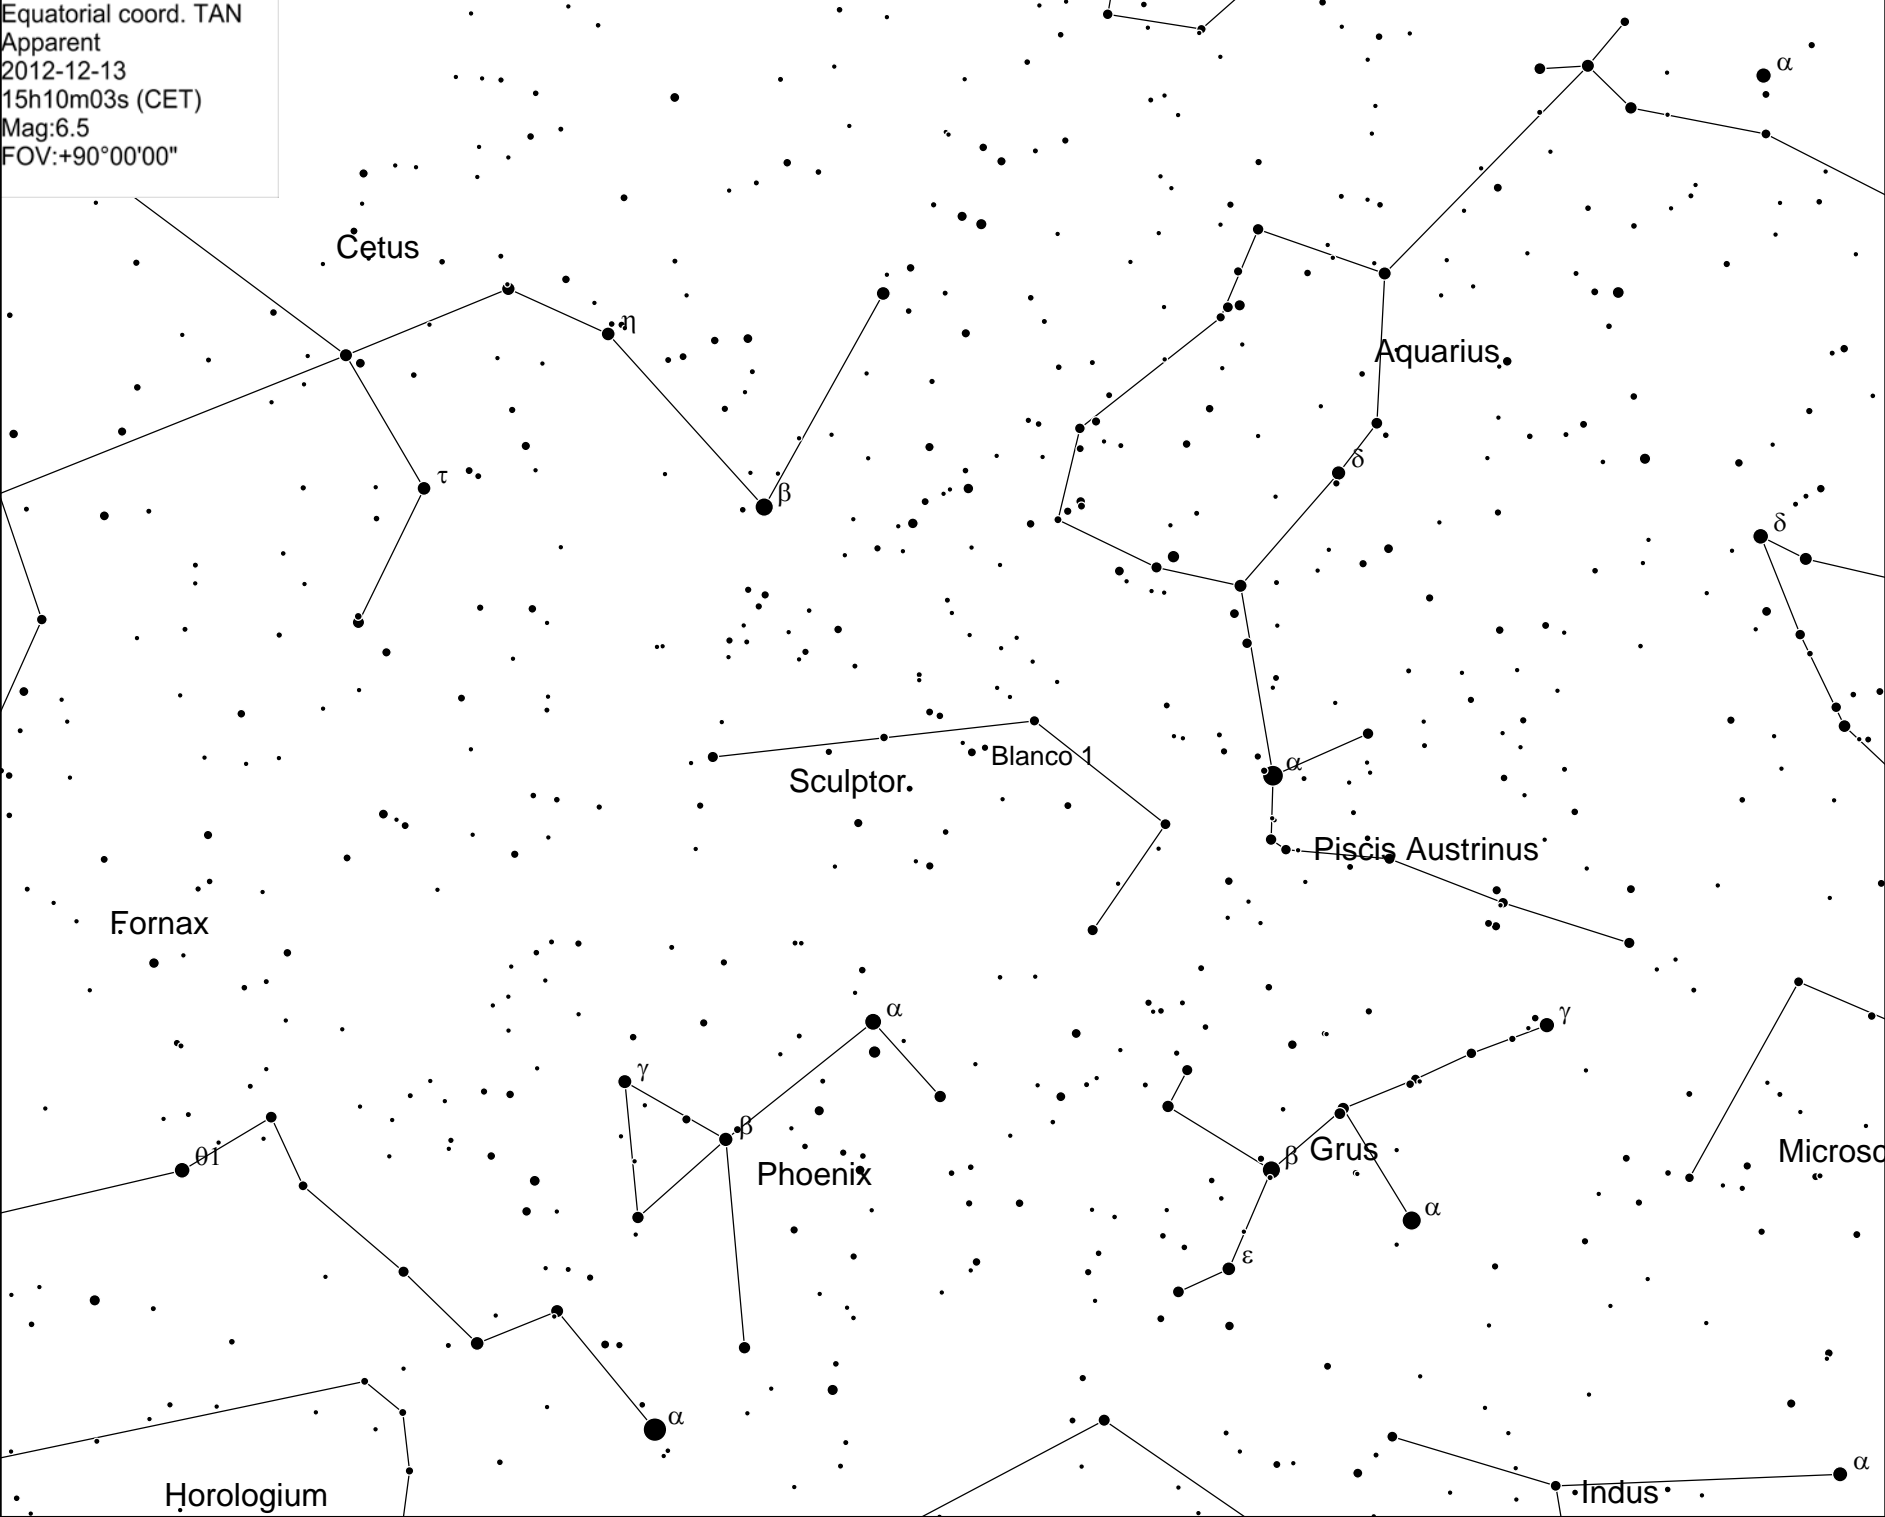 Equatorial coord. TAN
Apparent
2012-12-13
15h10m03s (CET)
Mag:6.5
FOV:+90°00'00"
α
Cetus
η
Aquarius
τ
β
δ
δ
Blanco 1
α
Sculptor
Piscis Austrinus
Fornax
α
γ
γ
β
θ1
Phoenix
β
Grus
Microsc
α
ε
α
α
Horologium
Indus